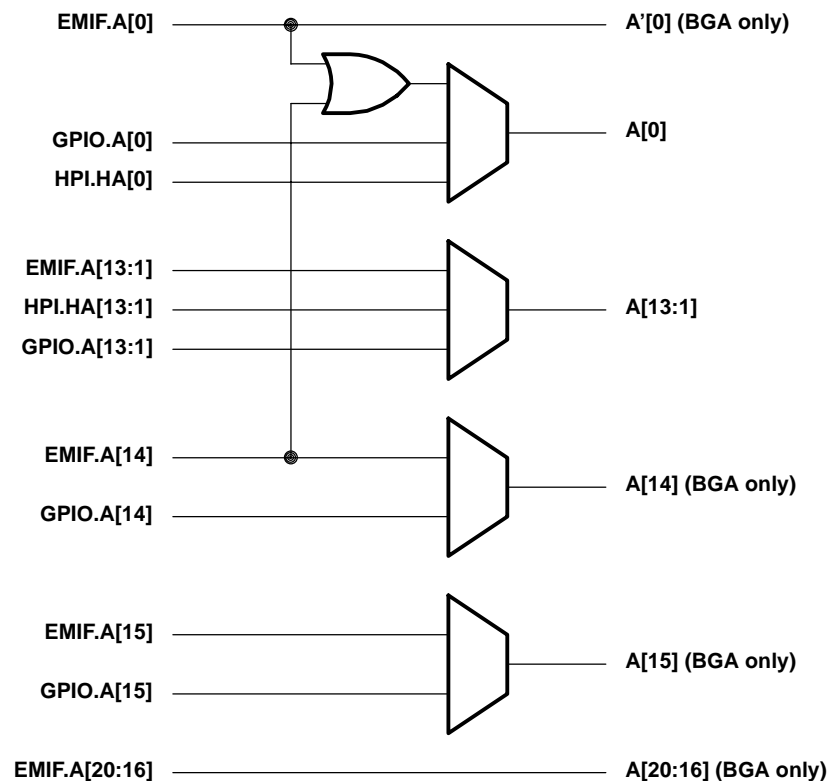 EMIF.A[0] A’[0] (BGA only)
GPIO.A[0] A[0]
HPI.HA[0]
EMIF.A[13:1]
HPI.HA[13:1] A[13:1]
GPIO.A[13:1]
EMIF.A[14]
A[14] (BGA only)
GPIO.A[14]
EMIF.A[15]
A[15] (BGA only)
GPIO.A[15]
EMIF.A[20:16] A[20:16] (BGA only)